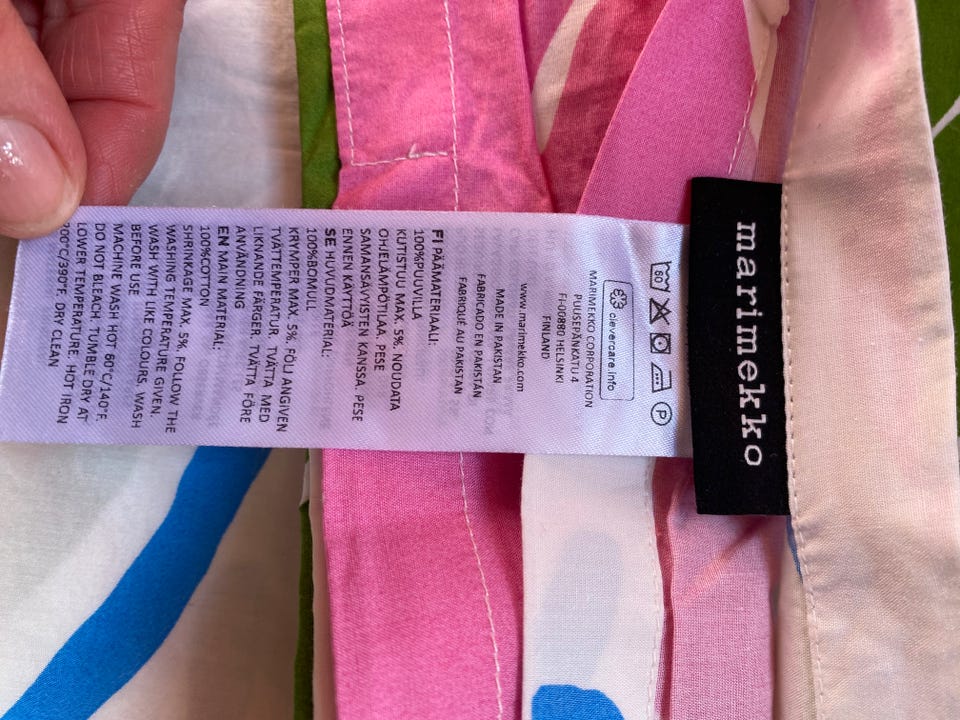 marimekko
60
P
clevercare.info
MARIMEKKO CORPORATION
PUUSEPÄNKATU 4
FI-00880 HELSINKI
FINLAND
www.marimekko.com
MADE IN PAKISTAN
FABRICADO EN PAKISTÁN
FABRIQUÉ AU PAKISTAN
FI PÄÄMATERIAALI:
100%PUUVILLA
KUTISTUU MAX. 5%. NOUDATA
OHJELÄMPÖTILAA. PESE
SAMANSÄVYISTEN KANSSA. PESE
ENNEN KÄYTTÖÄ
SE HUVUDMATERIAL:
100%BOMULL
KRYMPER MAX. 5%. FÖLJ ANGIVEN
TVÄTTEMPERATUR. TVÄTTA MED
LIKNANDE FÄRGER. TVÄTTA FÖRE
ANVÄNDNING
EN MAIN MATERIAL:
100%COTTON
SHRINKAGE MAX. 5%. FOLLOW THE
WASHING TEMPERATURE GIVEN.
WASH WITH LIKE COLOURS. WASH
BEFORE USE
MACHINE WASH HOT 60°C/140°F.
DO NOT BLEACH. TUMBLE DRY AT
LOWER TEMPERATURE. HOT IRON
200°C/390°F. DRY CLEAN